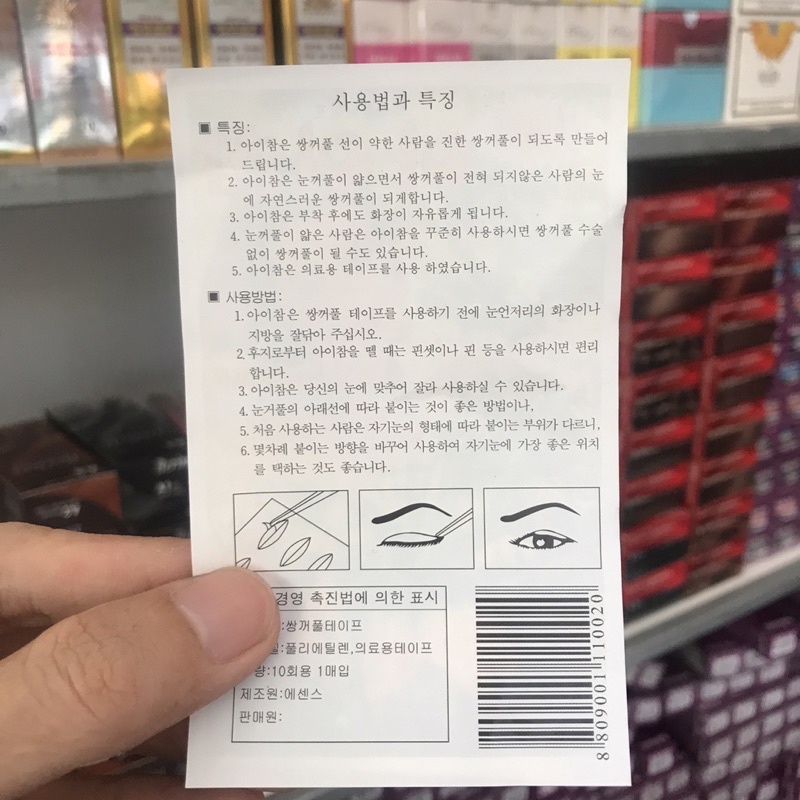 사용법과 특징
■ 특징:
1. 아이참은 쌍꺼풀 선이 약한 사람을 진한 쌍꺼풀이 되도록 만들어
드립니다.
2. 아이참은 눈꺼풀이 얇으면서 쌍꺼풀이 전혀 되지않은 사람의 눈
에 자연스러운 쌍꺼풀이 되게합니다.
3. 아이참은 부착 후에도 화장이 자유롭게 됩니다.
4. 눈꺼풀이 얇은 사람은 아이참을 꾸준히 사용하시면 쌍꺼풀 수술
없이 쌍꺼풀이 될 수도 있습니다.
5. 아이참은 의료용 테이프를 사용 하였습니다.
■ 사용방법:
1. 아이참은 쌍꺼풀 테이프를 사용하기 전에 눈언저리의 화장이나
지방을 잘닦아 주십시오.
2. 후지로부터 아이참을 뗄 때는 핀셋이나 핀 등을 사용하시면 편리
합니다.
3. 아이참은 당신의 눈에 맞추어 잘라 사용하실 수 있습니다.
4. 눈거풀의 아래선에 따라 붙이는 것이 좋은 방법이나,
5. 처음 사용하는 사람은 자기눈의 형태에 따라 붙이는 부위가 다르니,
6. 몇차례 붙이는 방향을 바꾸어 사용하여 자기눈에 가장 좋은 위치
를 택하는 것도 좋습니다.
경영 촉진법에 의한 표시
:쌍꺼풀테이프
:폴리에틸렌,의료용테이프
량:10회용 1매입
제조원:에센스
판매원:
8 809001 110020